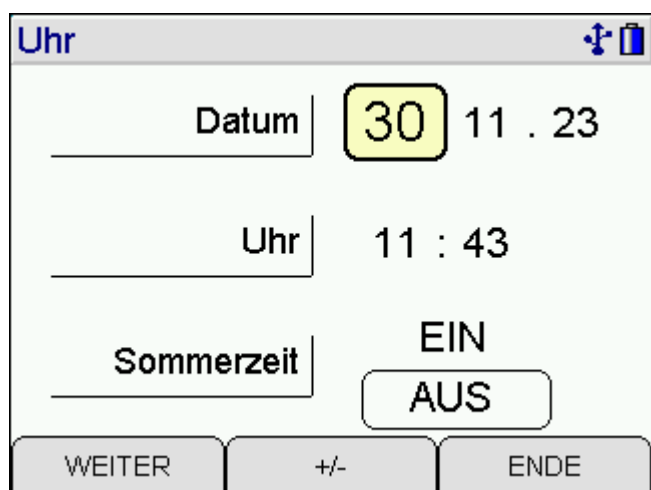 Uhr
Datum 30 11 . 23
Uhr 11 : 43
Sommerzeit EIN
AUS
WEITER +/- ENDE